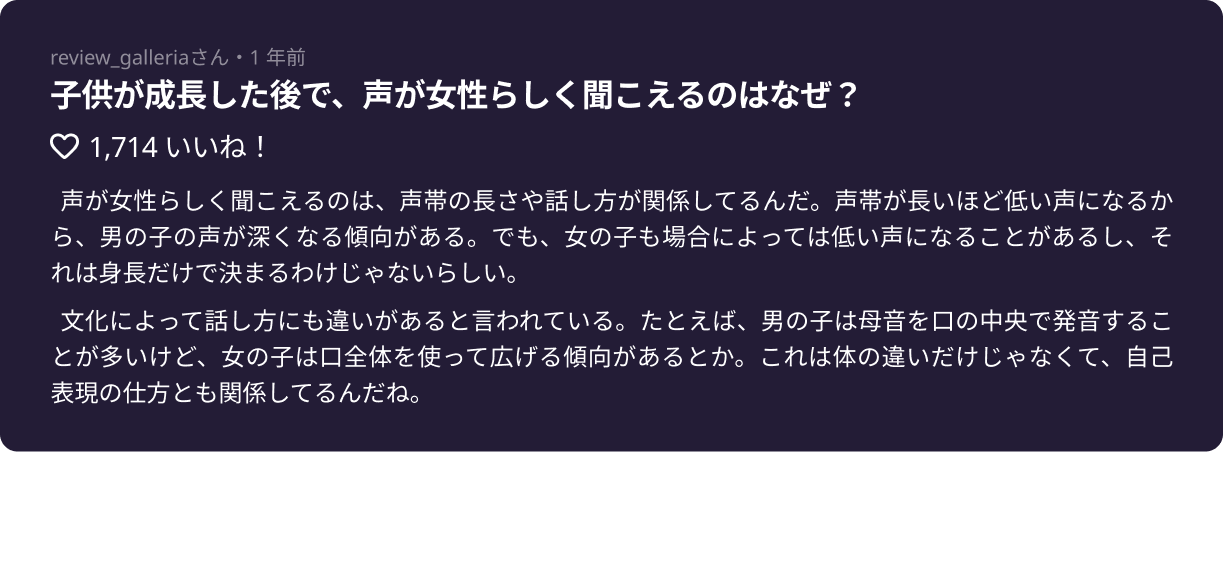 review_galleriaさん・1 年前
子供が成長した後で、声が女性らしく聞こえるのはなぜ？
1,714 いいね！
声が女性らしく聞こえるのは、声帯の長さや話し方が関係してるんだ。声帯が長いほど低い声になるか
ら、男の子の声が深くなる傾向がある。でも、女の子も場合によっては低い声になることがあるし、そ
れは身長だけで決まるわけじゃないらしい。
文化によって話し方にも違いがあると言われている。たとえば、男の子は母音を口の中央で発音するこ
とが多いけど、女の子は口全体を使って広げる傾向があるとか。これは体の違いだけじゃなくて、自己
表現の仕方とも関係してるんだね。